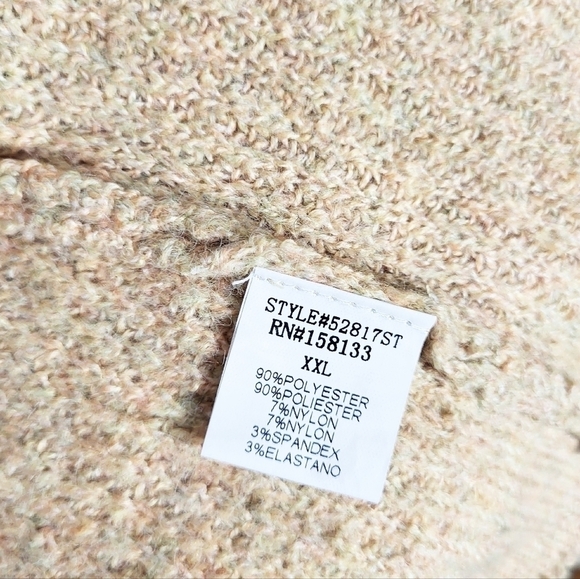 STYLE#52817ST
RN#158133
XXL
90%POLYESTER
90%POLIESTER
7%NYLON
7%NYLON
3%SPANDEX
3%ELASTANO